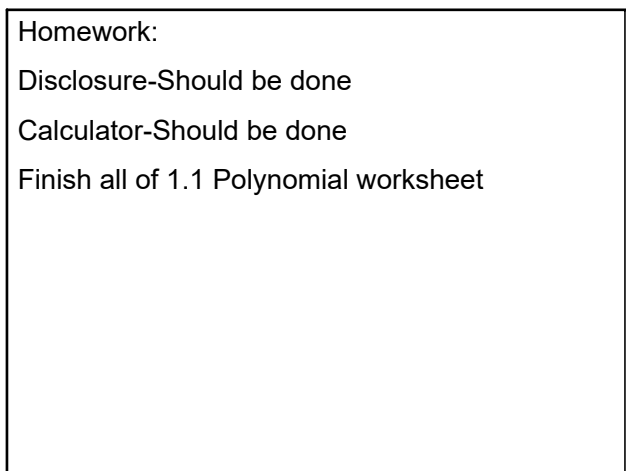 Homework:
Disclosure-Should be done
Calculator-Should be done
Finish all of 1.1 Polynomial worksheet